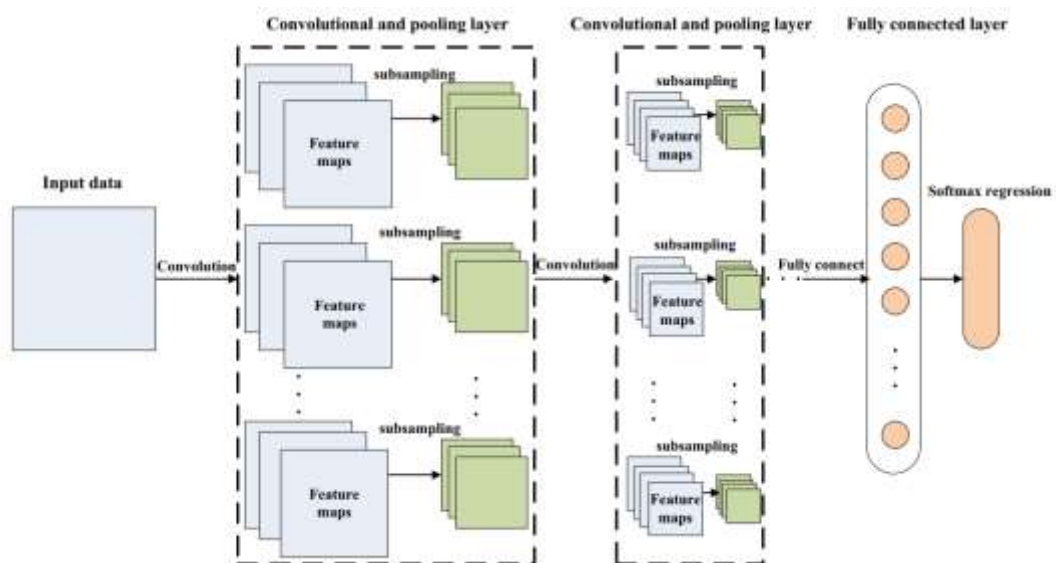 Convolutional and pooling layer
Convolutional and pooling layer
Fully connected layer
subsampling
Feature
maps
subsampling
Feature
maps
Input data
Softmax regression
Convolution
subsampling
Feature
maps
Convolution
subsampling
Feature
maps
Fully connect
subsampling
Feature
maps
subsampling
Feature
maps